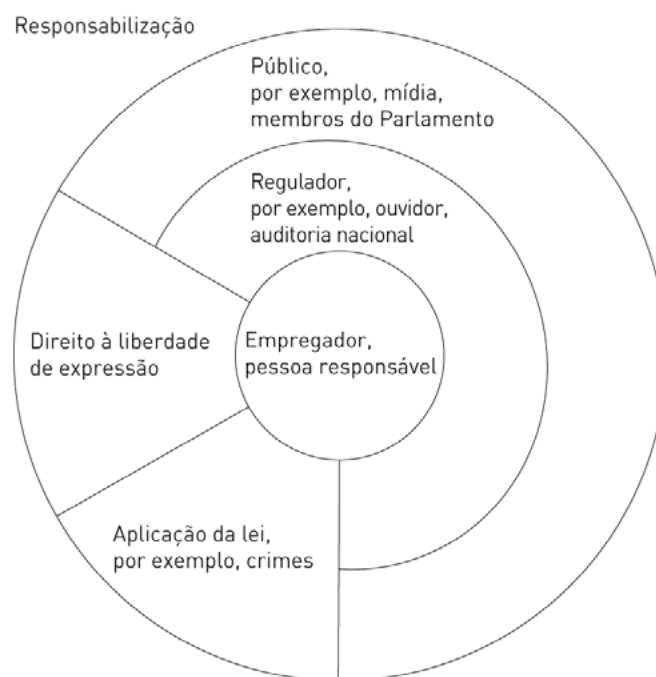 Responsabilização
Público,
por exemplo, mídia,
membros do Parlamento
Regulador,
por exemplo, ouvidor,
auditoria nacional
Direito à liberdade
de expressão
Empregador,
pessoa responsável
Aplicação da lei,
por exemplo, crimes